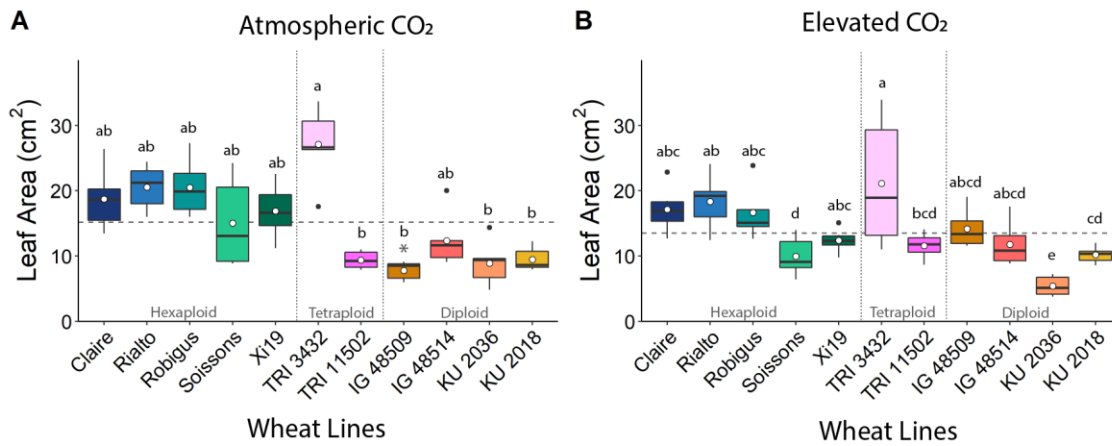 A
Atmospheric CO₂
Leaf Area (cm²)
30
20
10
0
ab
ab
ab
ab
ab
a
b
b
*
ab
b
b
Hexaploid
Tetraploid
Diploid
Claire
Rialto
Robigus
Soissons
Xi19
TRI 3432
TRI 11502
IG 48509
IG 48514
KU 2036
KU 2018
Wheat Lines
B
Elevated CO₂
Leaf Area (cm²)
30
20
10
0
abc
ab
abc
d
abc
a
bcd
abcd
abcd
e
cd
Hexaploid
Tetraploid
Diploid
Claire
Rialto
Robigus
Soissons
Xi19
TRI 3432
TRI 11502
IG 48509
IG 48514
KU 2036
KU 2018
Wheat Lines